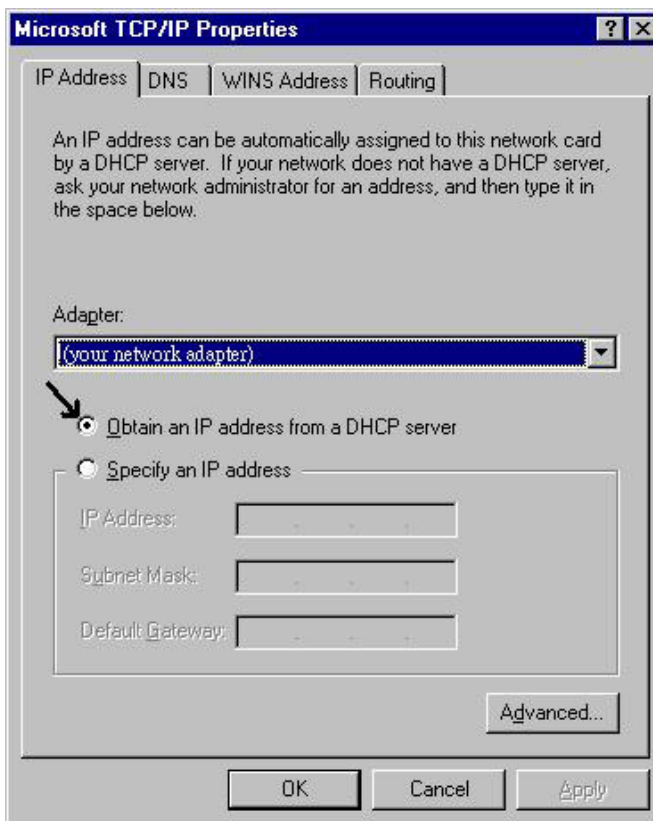 Microsoft TCP/IP Properties
IP Address DNS WINS Address Routing
An IP address can be automatically assigned to this network card
by a DHCP server. If your network does not have a DHCP server,
ask your network administrator for an address, and then type it in
the space below.
Adapter:
(your network adapter)
Obtain an IP address from a DHCP server
Specify an IP address
IP Address:
Subnet Mask:
Default Gateway:
Advanced...
OK Cancel Apply